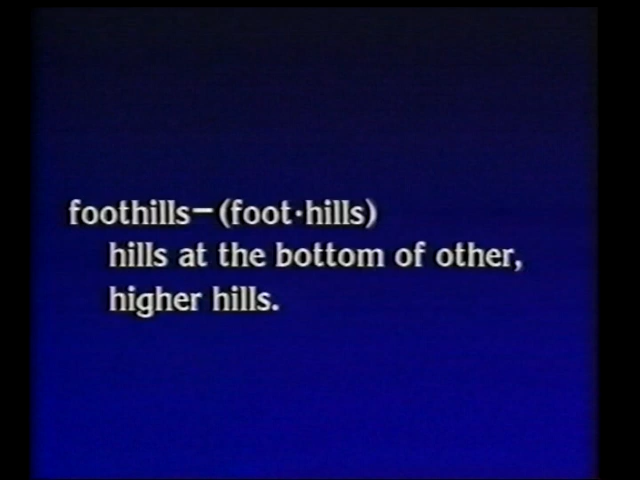 foothills—(foot·hills)
hills at the bottom of other,
higher hills.